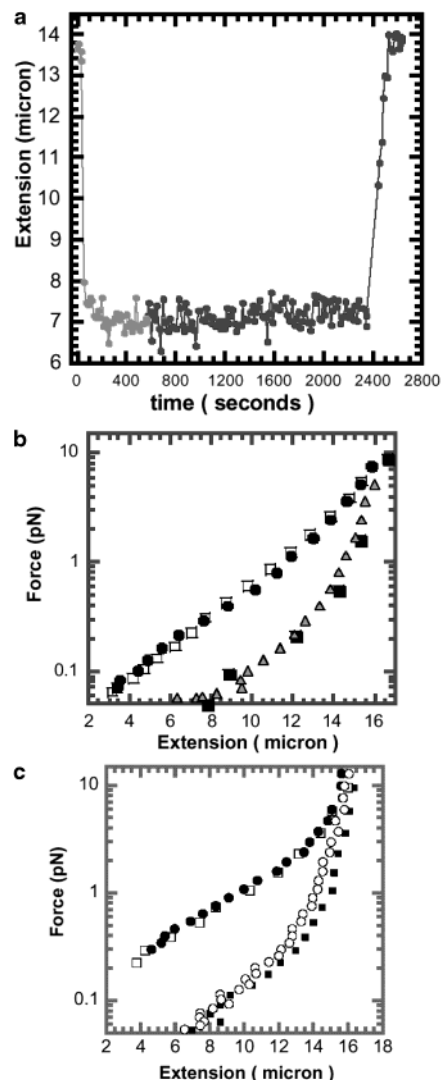 a
Extension (micron)
14
13
12
11
10
9
8
7
6
0 400 800 1200 1600 2000 2400 2800
time ( seconds )
b
Force (pN)
10
1
0.1
2 4 6 8 10 12 14 16
Extension ( micron )
c
Force (pN)
10
1
0.1
2 4 6 8 10 12 14 16 18
Extension ( micron )